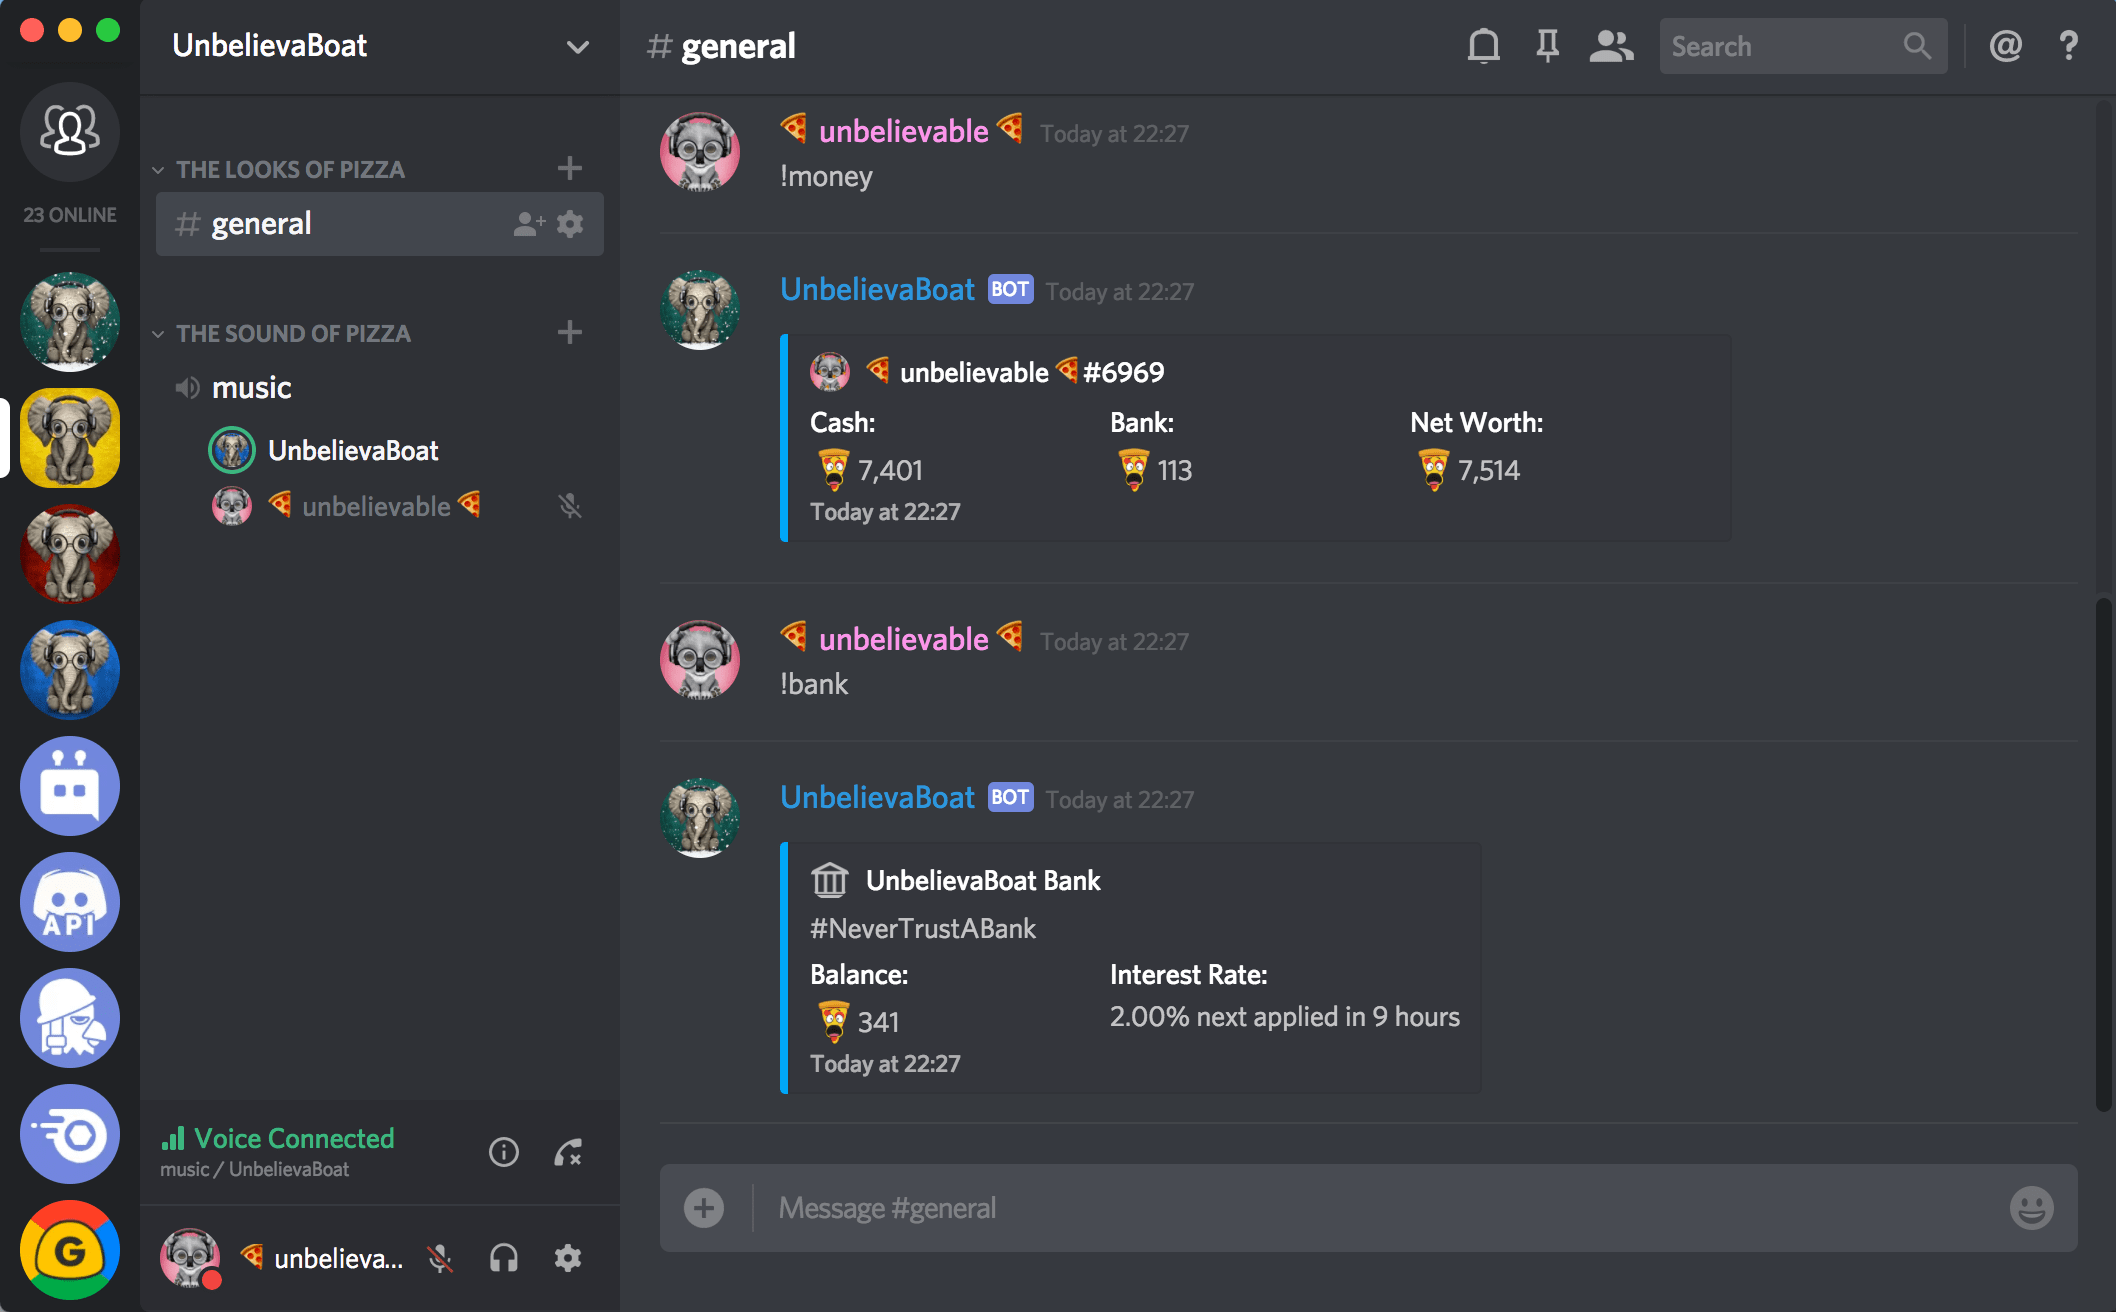 UnbelievaBoat
# general
Search
@
?
23 ONLINE
THE LOOKS OF PIZZA
# general
THE SOUND OF PIZZA
music
UnbelievaBoat
🍕 unbelievable 🍕
API
G
Voice Connected
music / UnbelievaBoat
🍕 unbelieva...
🍕 unbelievable 🍕 Today at 22:27
!money
UnbelievaBoat BOT Today at 22:27
🍕 unbelievable 🍕#6969
Cash: Bank: Net Worth:
7,401 113 7,514
Today at 22:27
🍕 unbelievable 🍕 Today at 22:27
!bank
UnbelievaBoat BOT Today at 22:27
UnbelievaBoat Bank
#NeverTrustABank
Balance: Interest Rate:
341 2.00% next applied in 9 hours
Today at 22:27
Message #general